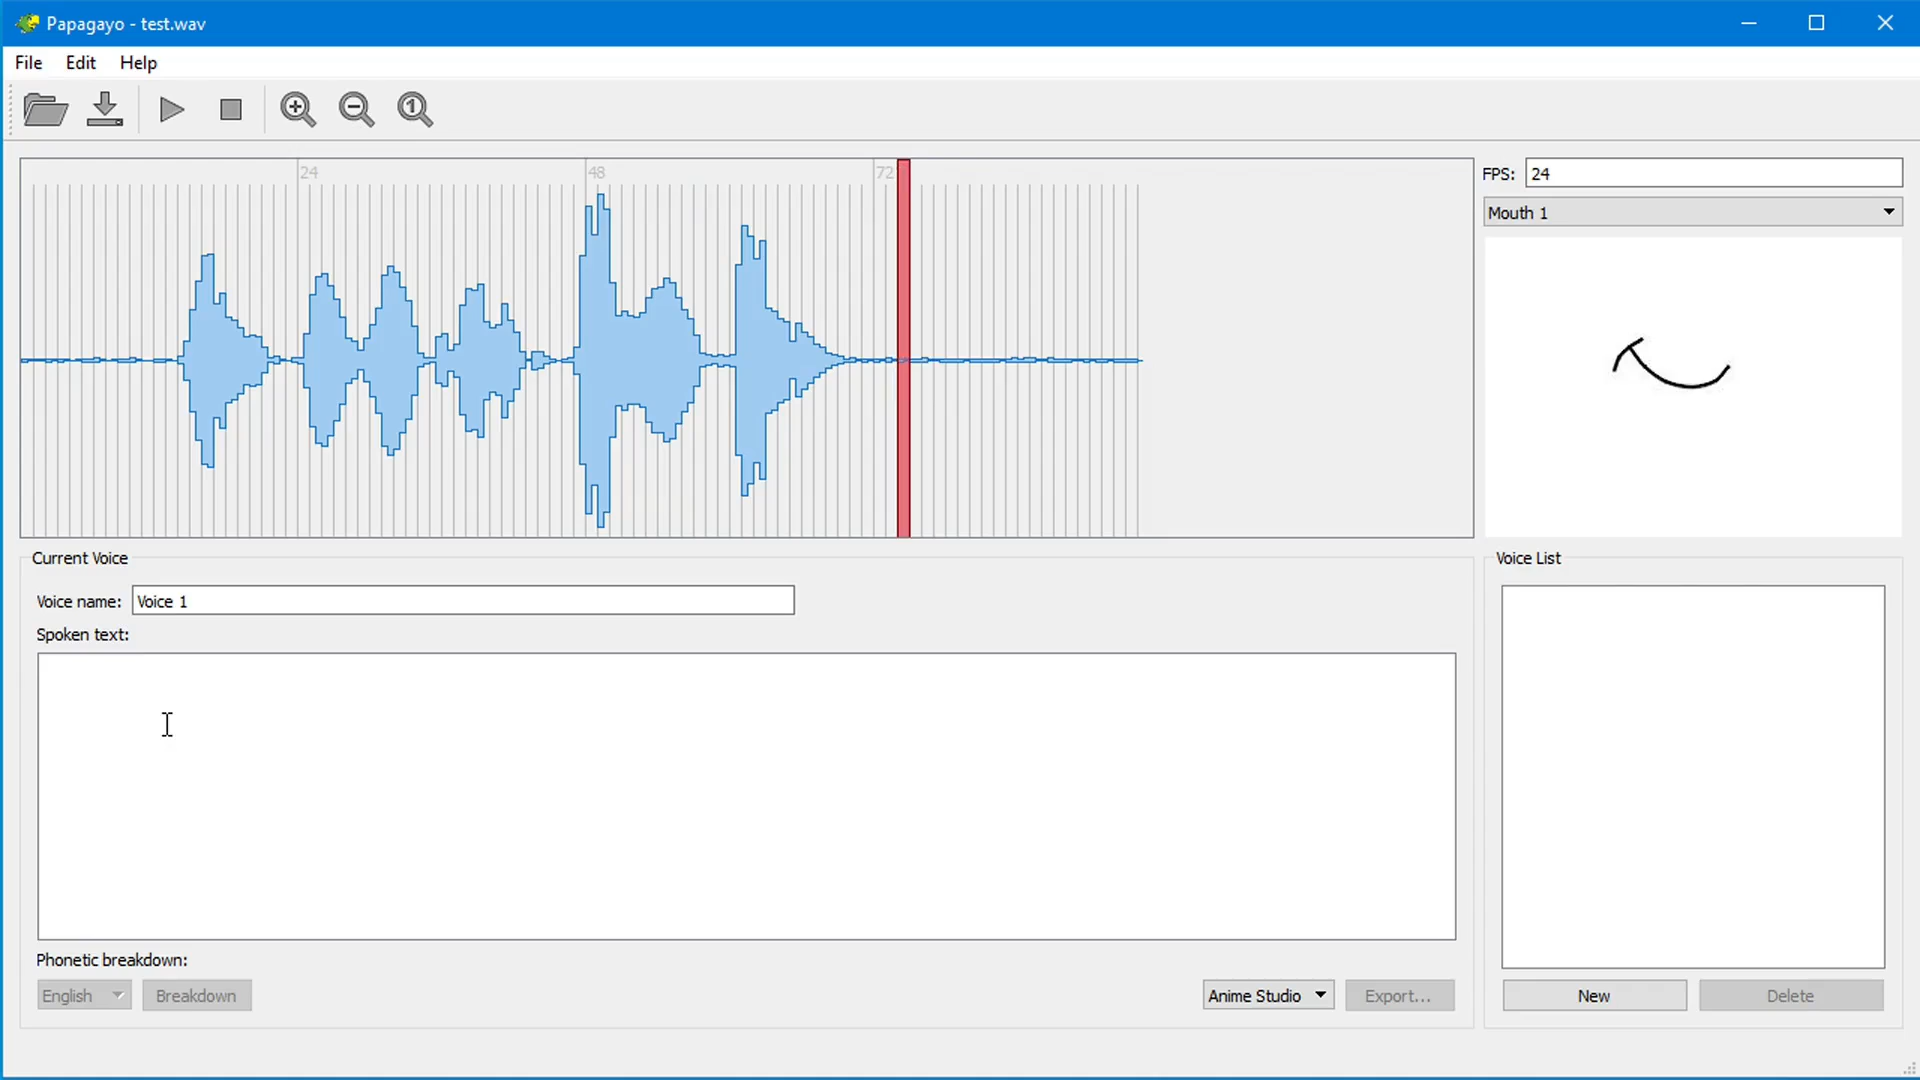 Papagayo - test.wav
File Edit Help
1
24 48 72
FPS: 24
Mouth 1
Current Voice
Voice name: Voice 1
Spoken text:
Phonetic breakdown:
English Breakdown Anime Studio Export...
Voice List
New Delete